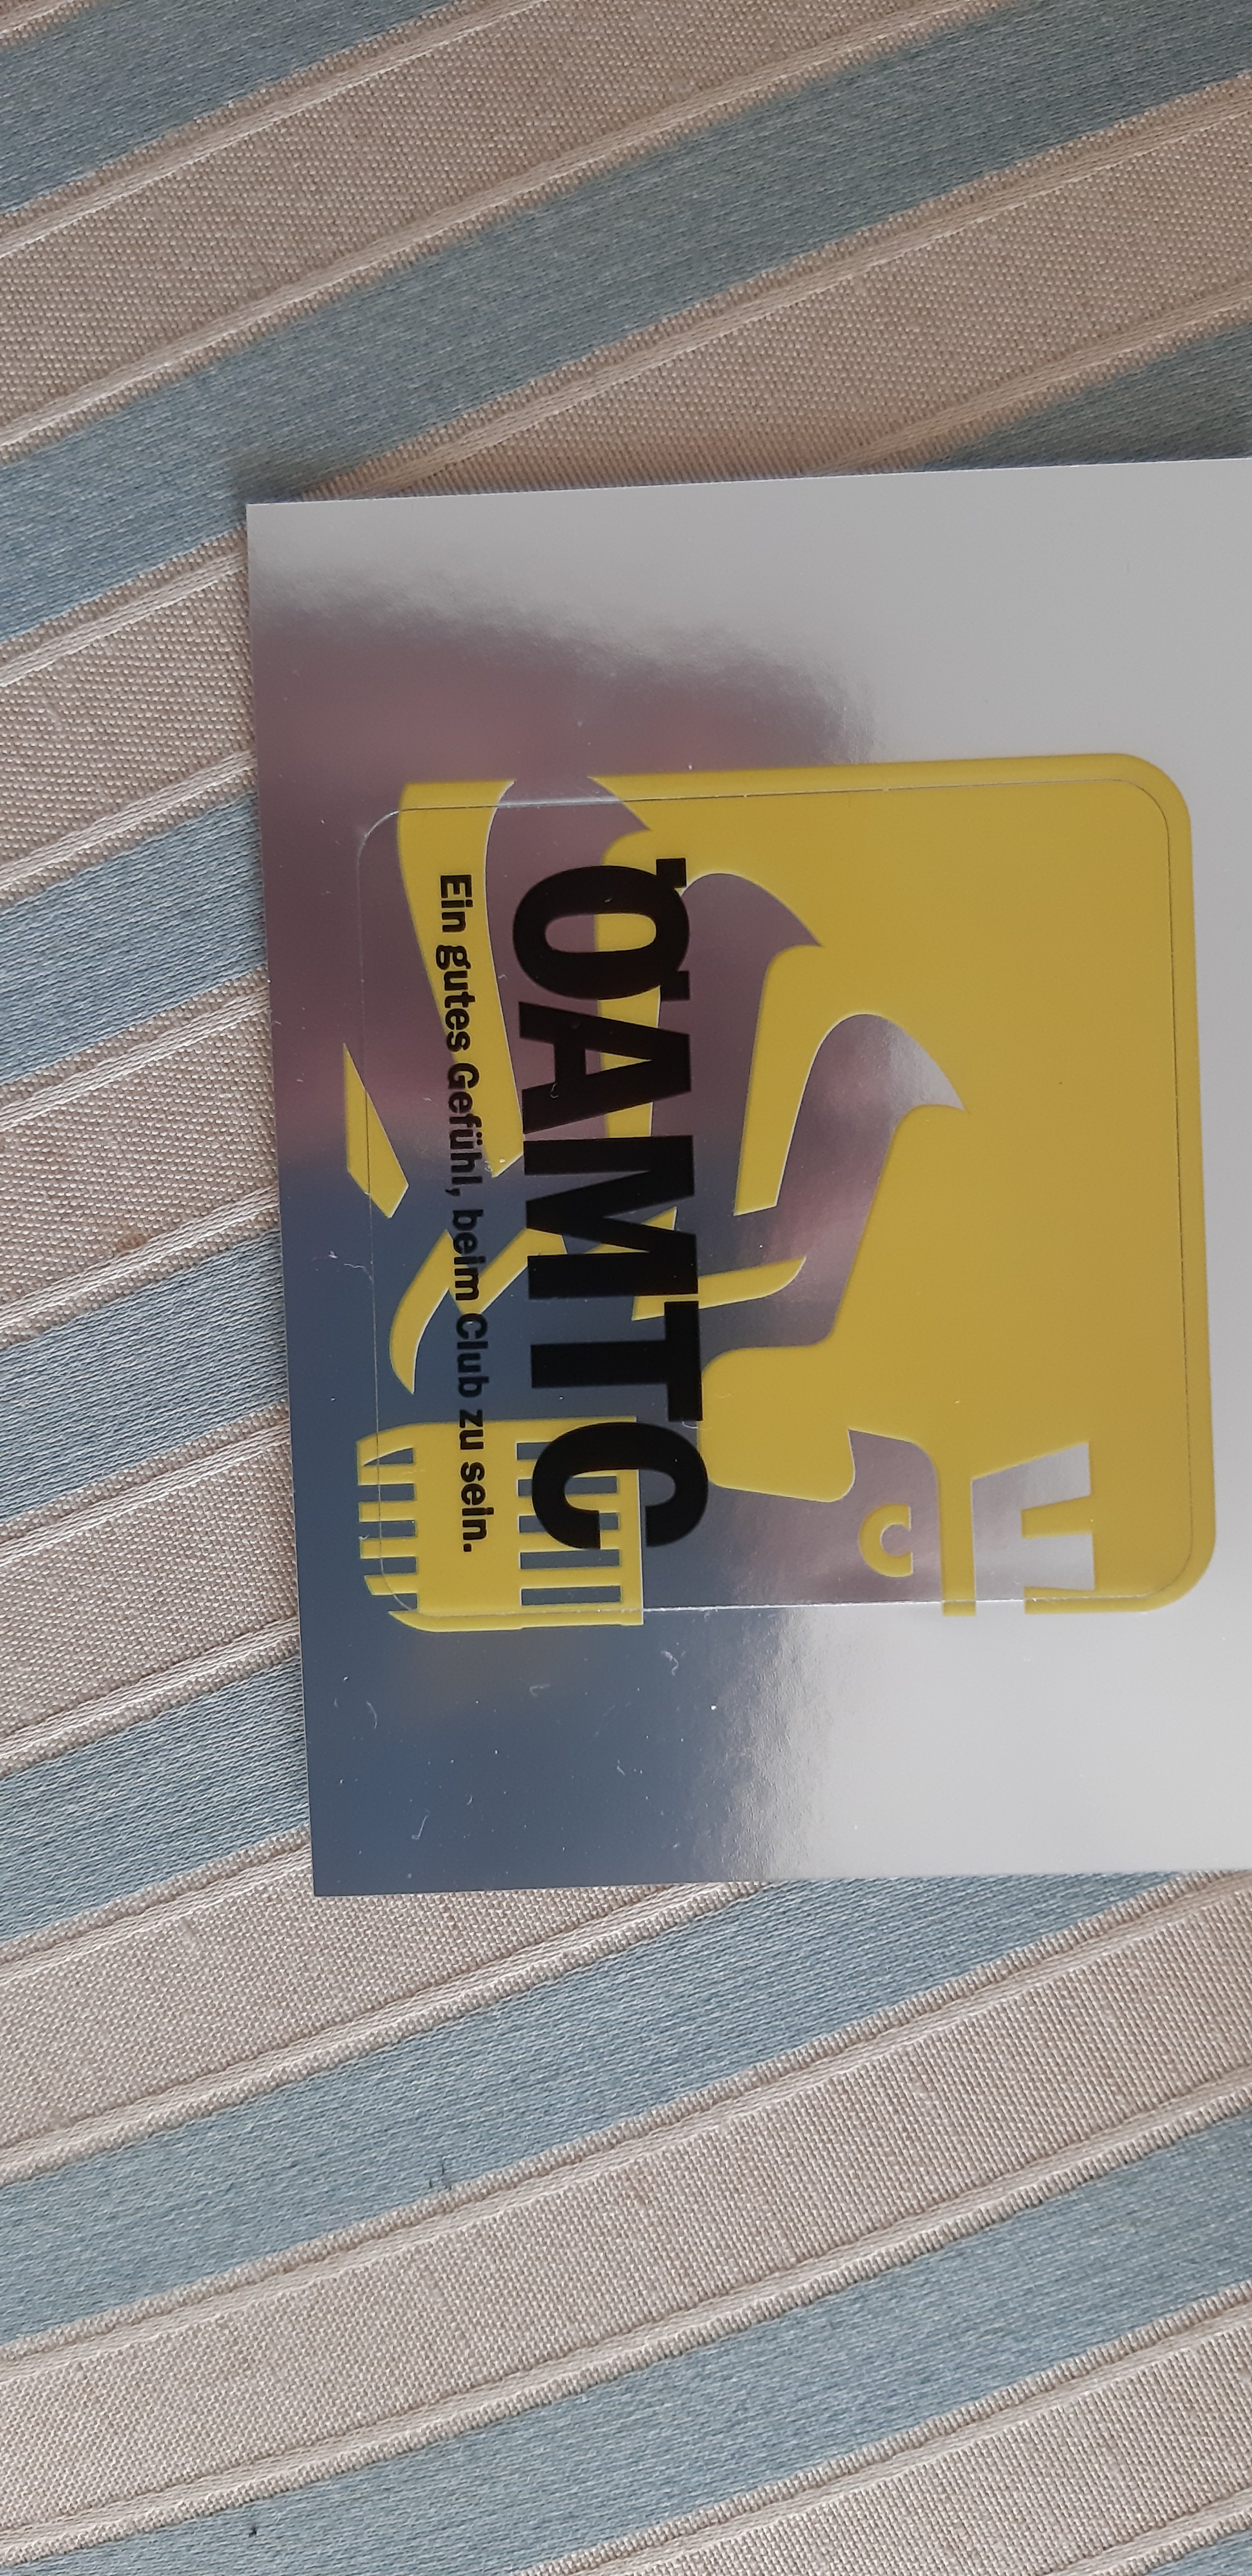 ÖAMTC
Ein gutes Gefühl, beim Club zu sein.